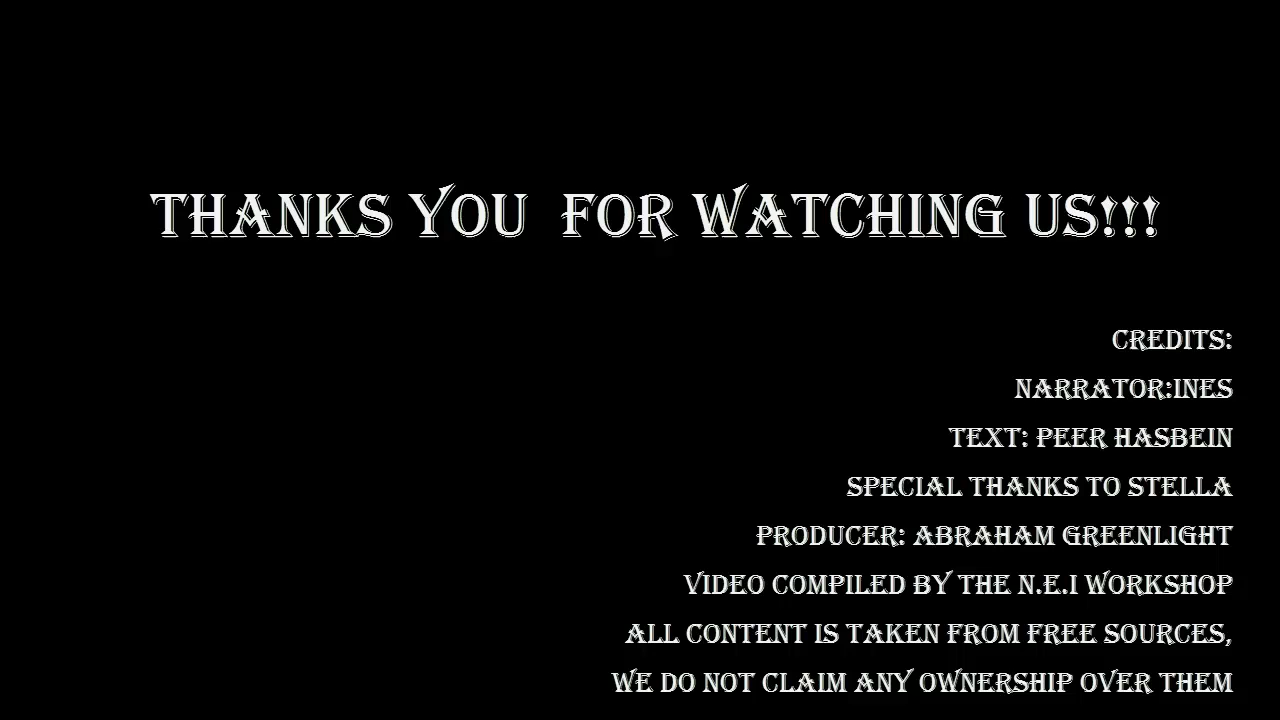 THANKS YOU FOR WATCHING US!!!
CREDITS:
NARRATOR:INES
TEXT: PEER HASBEIN
SPECIAL THANKS TO STELLA
PRODUCER: ABRAHAM GREENLIGHT
VIDEO COMPILED BY THE N.E.I WORKSHOP
ALL CONTENT IS TAKEN FROM FREE SOURCES,
WE DO NOT CLAIM ANY OWNERSHIP OVER THEM